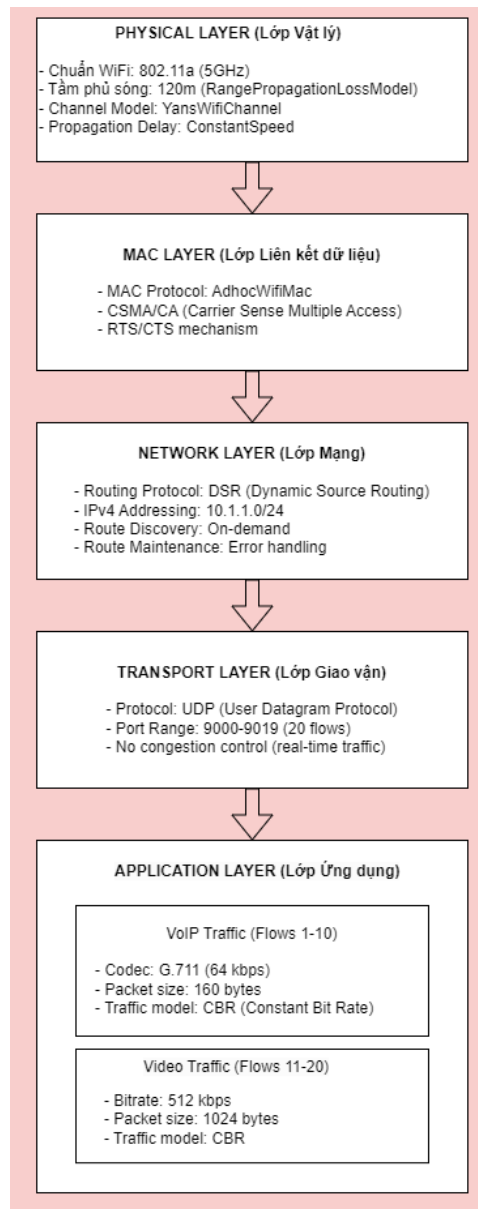 PHYSICAL LAYER (Lớp Vật lý)
- Chuẩn WiFi: 802.11a (5GHz)
- Tầm phủ sóng: 120m (RangePropagationLossModel)
- Channel Model: YansWifiChannel
- Propagation Delay: ConstantSpeed
MAC LAYER (Lớp Liên kết dữ liệu)
- MAC Protocol: AdhocWifiMac
- CSMA/CA (Carrier Sense Multiple Access)
- RTS/CTS mechanism
NETWORK LAYER (Lớp Mạng)
- Routing Protocol: DSR (Dynamic Source Routing)
- IPv4 Addressing: 10.1.1.0/24
- Route Discovery: On-demand
- Route Maintenance: Error handling
TRANSPORT LAYER (Lớp Giao vận)
- Protocol: UDP (User Datagram Protocol)
- Port Range: 9000-9019 (20 flows)
- No congestion control (real-time traffic)
APPLICATION LAYER (Lớp Ứng dụng)
VoIP Traffic (Flows 1-10)
- Codec: G.711 (64 kbps)
- Packet size: 160 bytes
- Traffic model: CBR (Constant Bit Rate)
Video Traffic (Flows 11-20)
- Bitrate: 512 kbps
- Packet size: 1024 bytes
- Traffic model: CBR